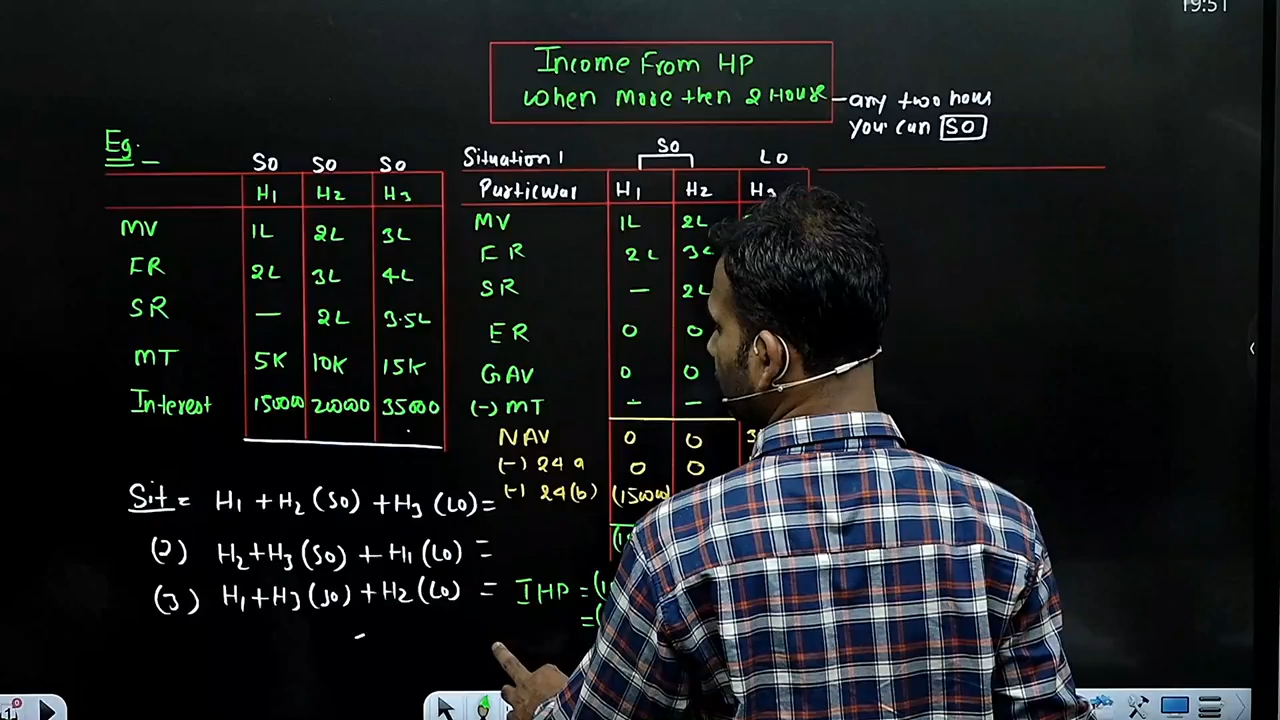 19:51
Income From HP
When More then 2 House
any two hous
you can SO
Eg:-
SO SO SO
H1 H2 H3
MV 1L 2L 3L
FR 2L 3L 4L
SR — 2L 3.5L
MT 5K 10K 15K
Interest 150000 20000 35000
Sit = H1 + H2 (SO) + H3 (LO) =
(2) H2+H3 (SO) + H1 (LO) =
(3) H1+H3 (SO) + H2 (LO) =
Situation 1 SO LO
Particular H1 H2 H3
MV 1L 2L
FR 2L 3L
SR — 2L
ER 0 0
GAV 0 0
(-) MT - -
NAV 0 0
(-) 24 a 0 0
(-) 24(b)
IHP =